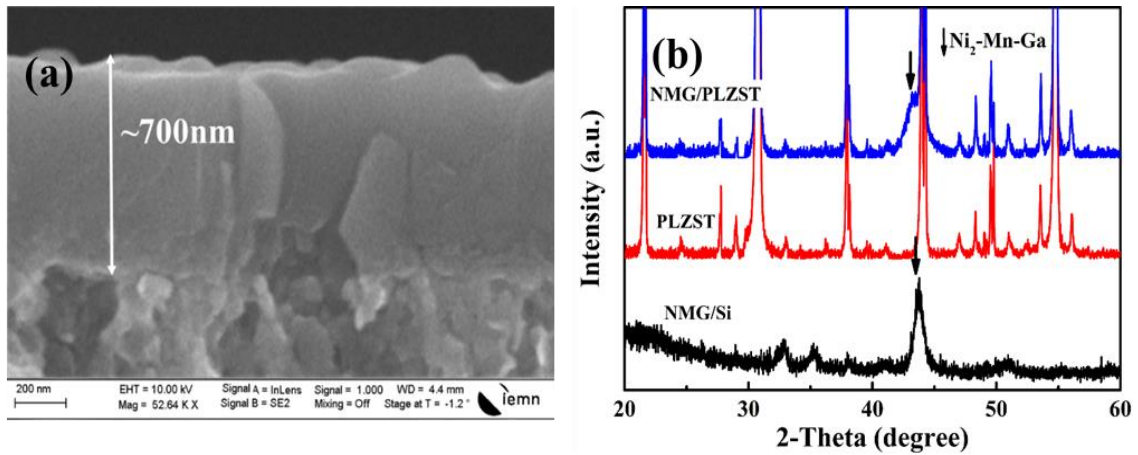 (a)
~700nm
200 nm
EHT = 10.00 kV
Signal A = InLens
Signal = 1.000
WD = 4.4 mm
Mag = 52.64 K X
Signal B = SE2
Mixing = Off
Stage at T = -1.2°
iemn
(b)
Ni2-Mn-Ga
NMG/PLZST
PLZST
NMG/Si
Intensity (a.u.)
20 30 40 50 60
2-Theta (degree)